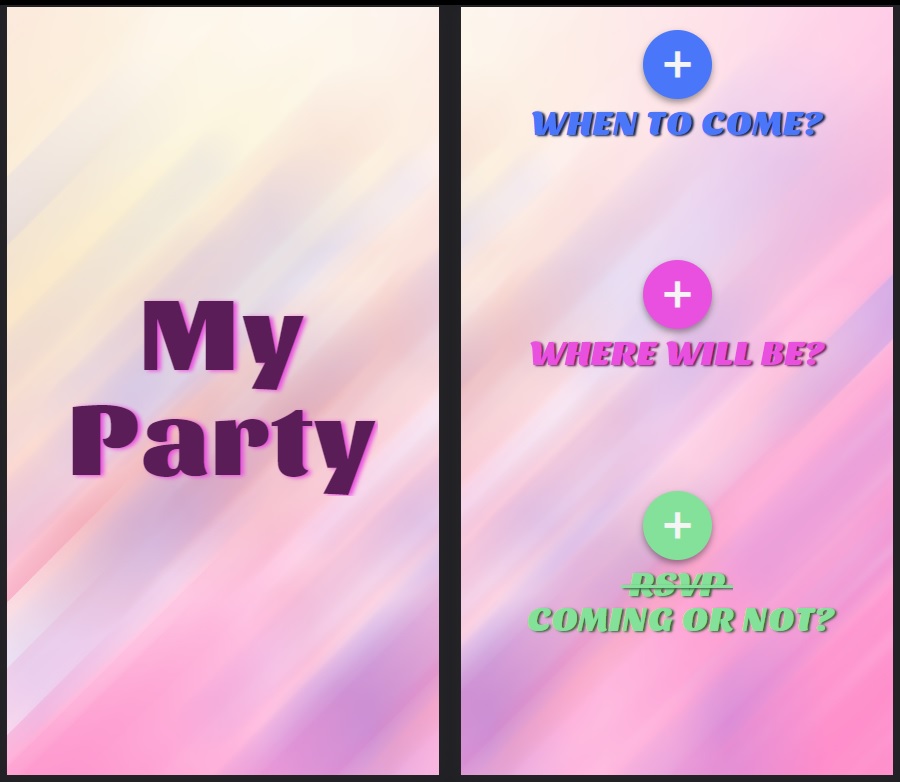 My
Party
WHEN TO COME?
WHERE WILL BE?
RSVP
COMING OR NOT?